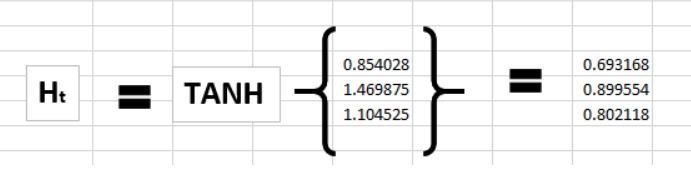 Hₜ = TANH { 0.854028 1.469875 1.104525 } = 0.693168 0.899554 0.802118